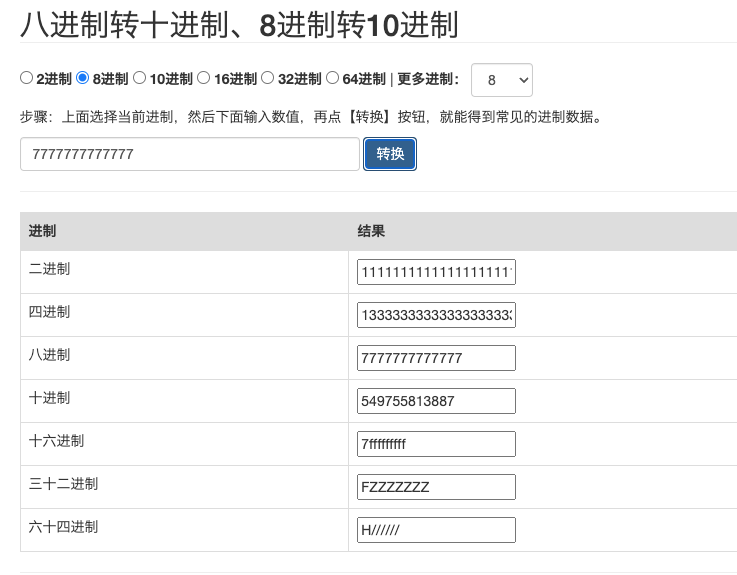 八进制转十进制、8进制转10进制
2进制 8进制 10进制 16进制 32进制 64进制 | 更多进制： 8
步骤：上面选择当前进制，然后下面输入数值，再点【转换】按钮，就能得到常见的进制数据。
7777777777777 转换
进制 结果
二进制 1111111111111111111
四进制 1333333333333333333
八进制 7777777777777
十进制 549755813887
十六进制 7fffffffff
三十二进制 FZZZZZZZ
六十四进制 H//////